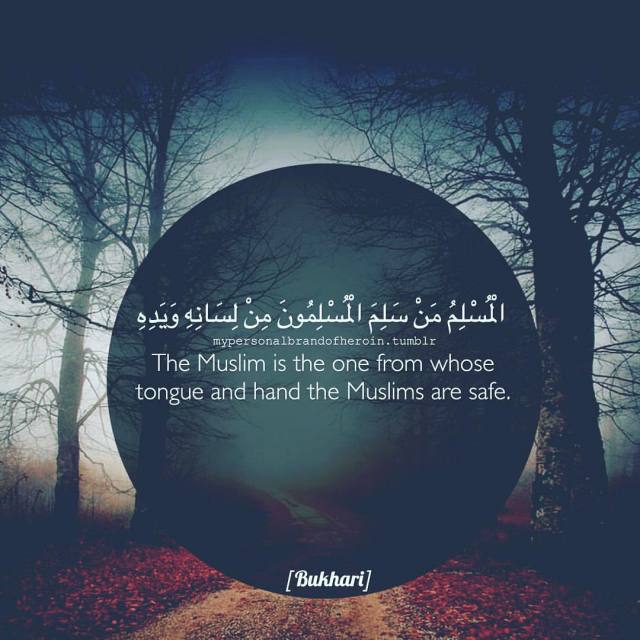 الْمُسْلِمُ مَنْ سَلِمَ الْمُسْلِمُونَ مِنْ لِسَانِهِ وَيَدِهِ
mypersonalbrandofheroin.tumblr
The Muslim is the one from whose
tongue and hand the Muslims are safe.
[Bukhari]